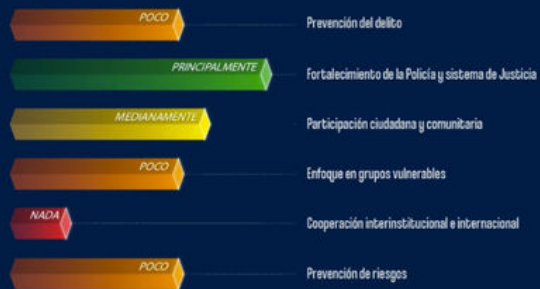 POCO
Prevención del delito
PRINCIPALMENTE
Fortalecimiento de la Policía y sistema de Justicia
MEDIANAMENTE
Participación ciudadana y comunitaria
POCO
Enfoque en grupos vulnerables
NADA
Cooperación interinstitucional e internacional
POCO
Prevención de riesgos